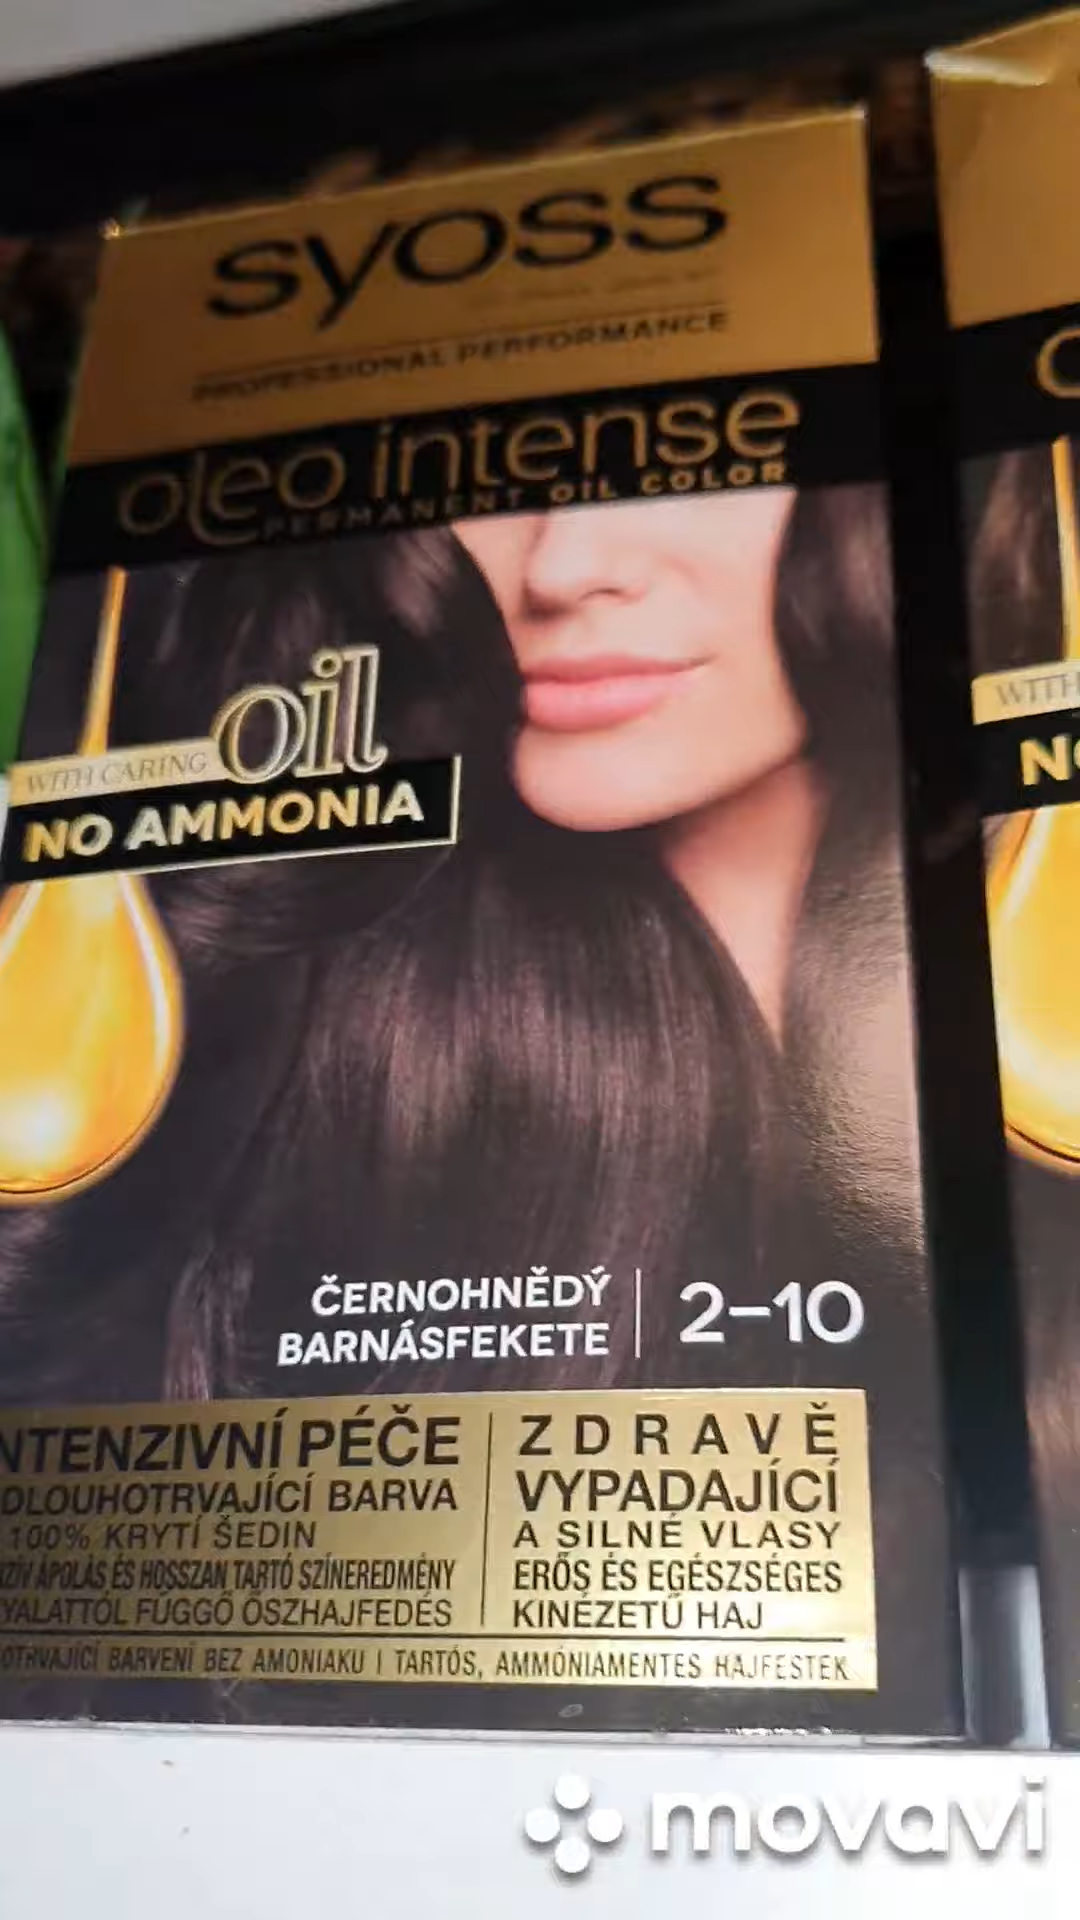 syoss
PROFESSIONAL PERFORMANCE
oleo intense
PERMANENT OIL COLOR
WITH CARING oil
NO AMMONIA
WITH
ČERNOHNĚDÝ
BARNÁSFEKETE
2-10
INTENZIVNÍ PÉČE
DLOUHOTRVAJÍCÍ BARVA
100% KRYTÍ ŠEDIN
ÁPOLÁS ÉS HOSSZAN TARTÓ SZÍNEREDMÉNY
FÜGGŐ ŐSZHAJFEDÉS
ZDRAVĚ
VYPADAJÍCÍ
A SILNÉ VLASY
ERŐS ÉS EGÉSZSÉGES
KINÉZETŰ HAJ
BARVENÍ BEZ AMONIAKU | TARTÓS, AMMÓNIAMENTES HAJFESTÉK
movavi